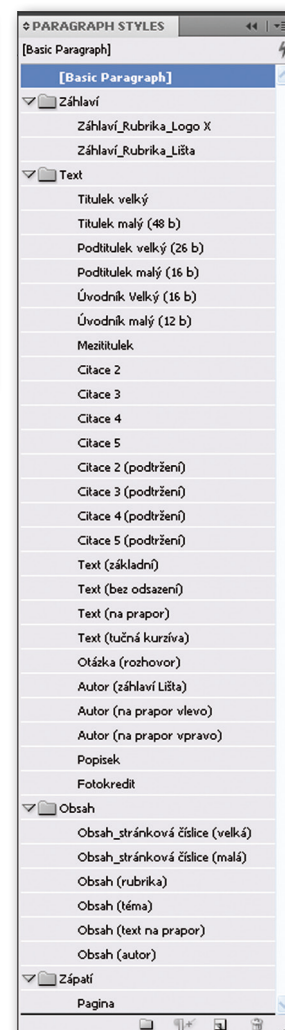 PARAGRAPH STYLES
[Basic Paragraph]
[Basic Paragraph]
Záhlaví
Záhlaví_Rubrika_Logo X
Záhlaví_Rubrika_Lišta
Text
Titulek velký
Titulek malý (48 b)
Podtitulek velký (26 b)
Podtitulek malý (16 b)
Úvodník Velký (16 b)
Úvodník malý (12 b)
Mezititulek
Citace 2
Citace 3
Citace 4
Citace 5
Citace 2 (podtržení)
Citace 3 (podtržení)
Citace 4 (podtržení)
Citace 5 (podtržení)
Text (základní)
Text (bez odsazení)
Text (na prapor)
Text (tučná kurzíva)
Otázka (rozhovor)
Autor (záhlaví Lišta)
Autor (na prapor vlevo)
Autor (na prapor vpravo)
Popisek
Fotokredit
Obsah
Obsah_stránková číslice (velká)
Obsah_stránková číslice (malá)
Obsah (rubrika)
Obsah (téma)
Obsah (text na prapor)
Obsah (autor)
Zápatí
Pagina